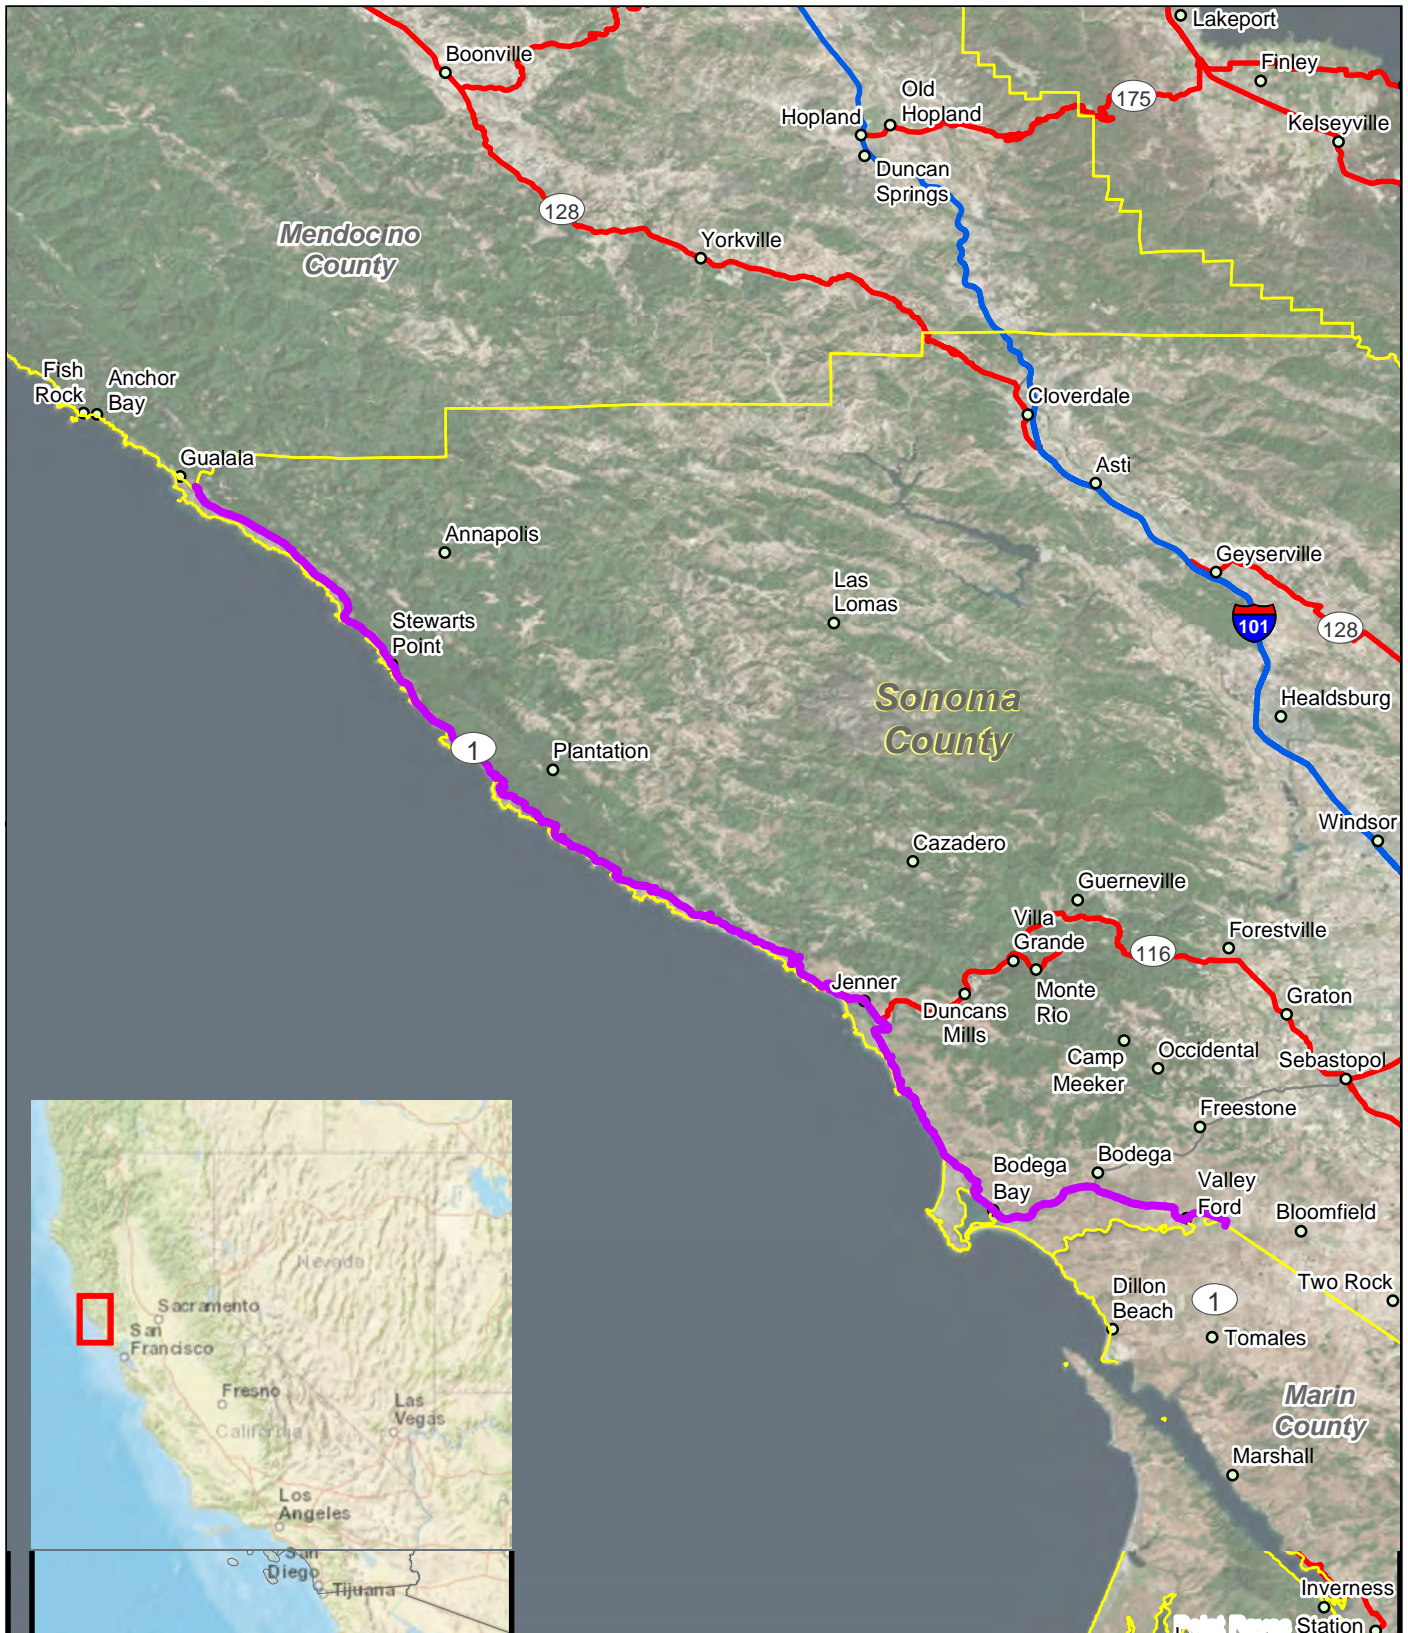 Lakeport
Boonville
Finley
Old
Hopland
Hopland
175
Kelseyville
Duncan
Springs
128
Mendocino
County
Yorkville
Fish
Rock
Anchor
Bay
Cloverdale
Gualala
Asti
Annapolis
Geyserville
Las
Lomas
101
128
Stewarts
Point
Sonoma
County
Healdsburg
1
Plantation
Windsor
Cazadero
Guerneville
Villa
Grande
Forestville
116
Jenner
Monte
Rio
Duncans
Mills
Graton
Camp
Meeker
Occidental
Sebastopol
Freestone
Bodega
Bodega
Bay
Valley
Ford
Bloomfield
Two Rock
Dillon
Beach
1
Tomales
Marin
County
Marshall
Inverness
Point Reyes
Station
Nevada
Sacramento
San
Francisco
Fresno
California
Las
Vegas
Los
Angeles
A
San
Diego
Tijuana